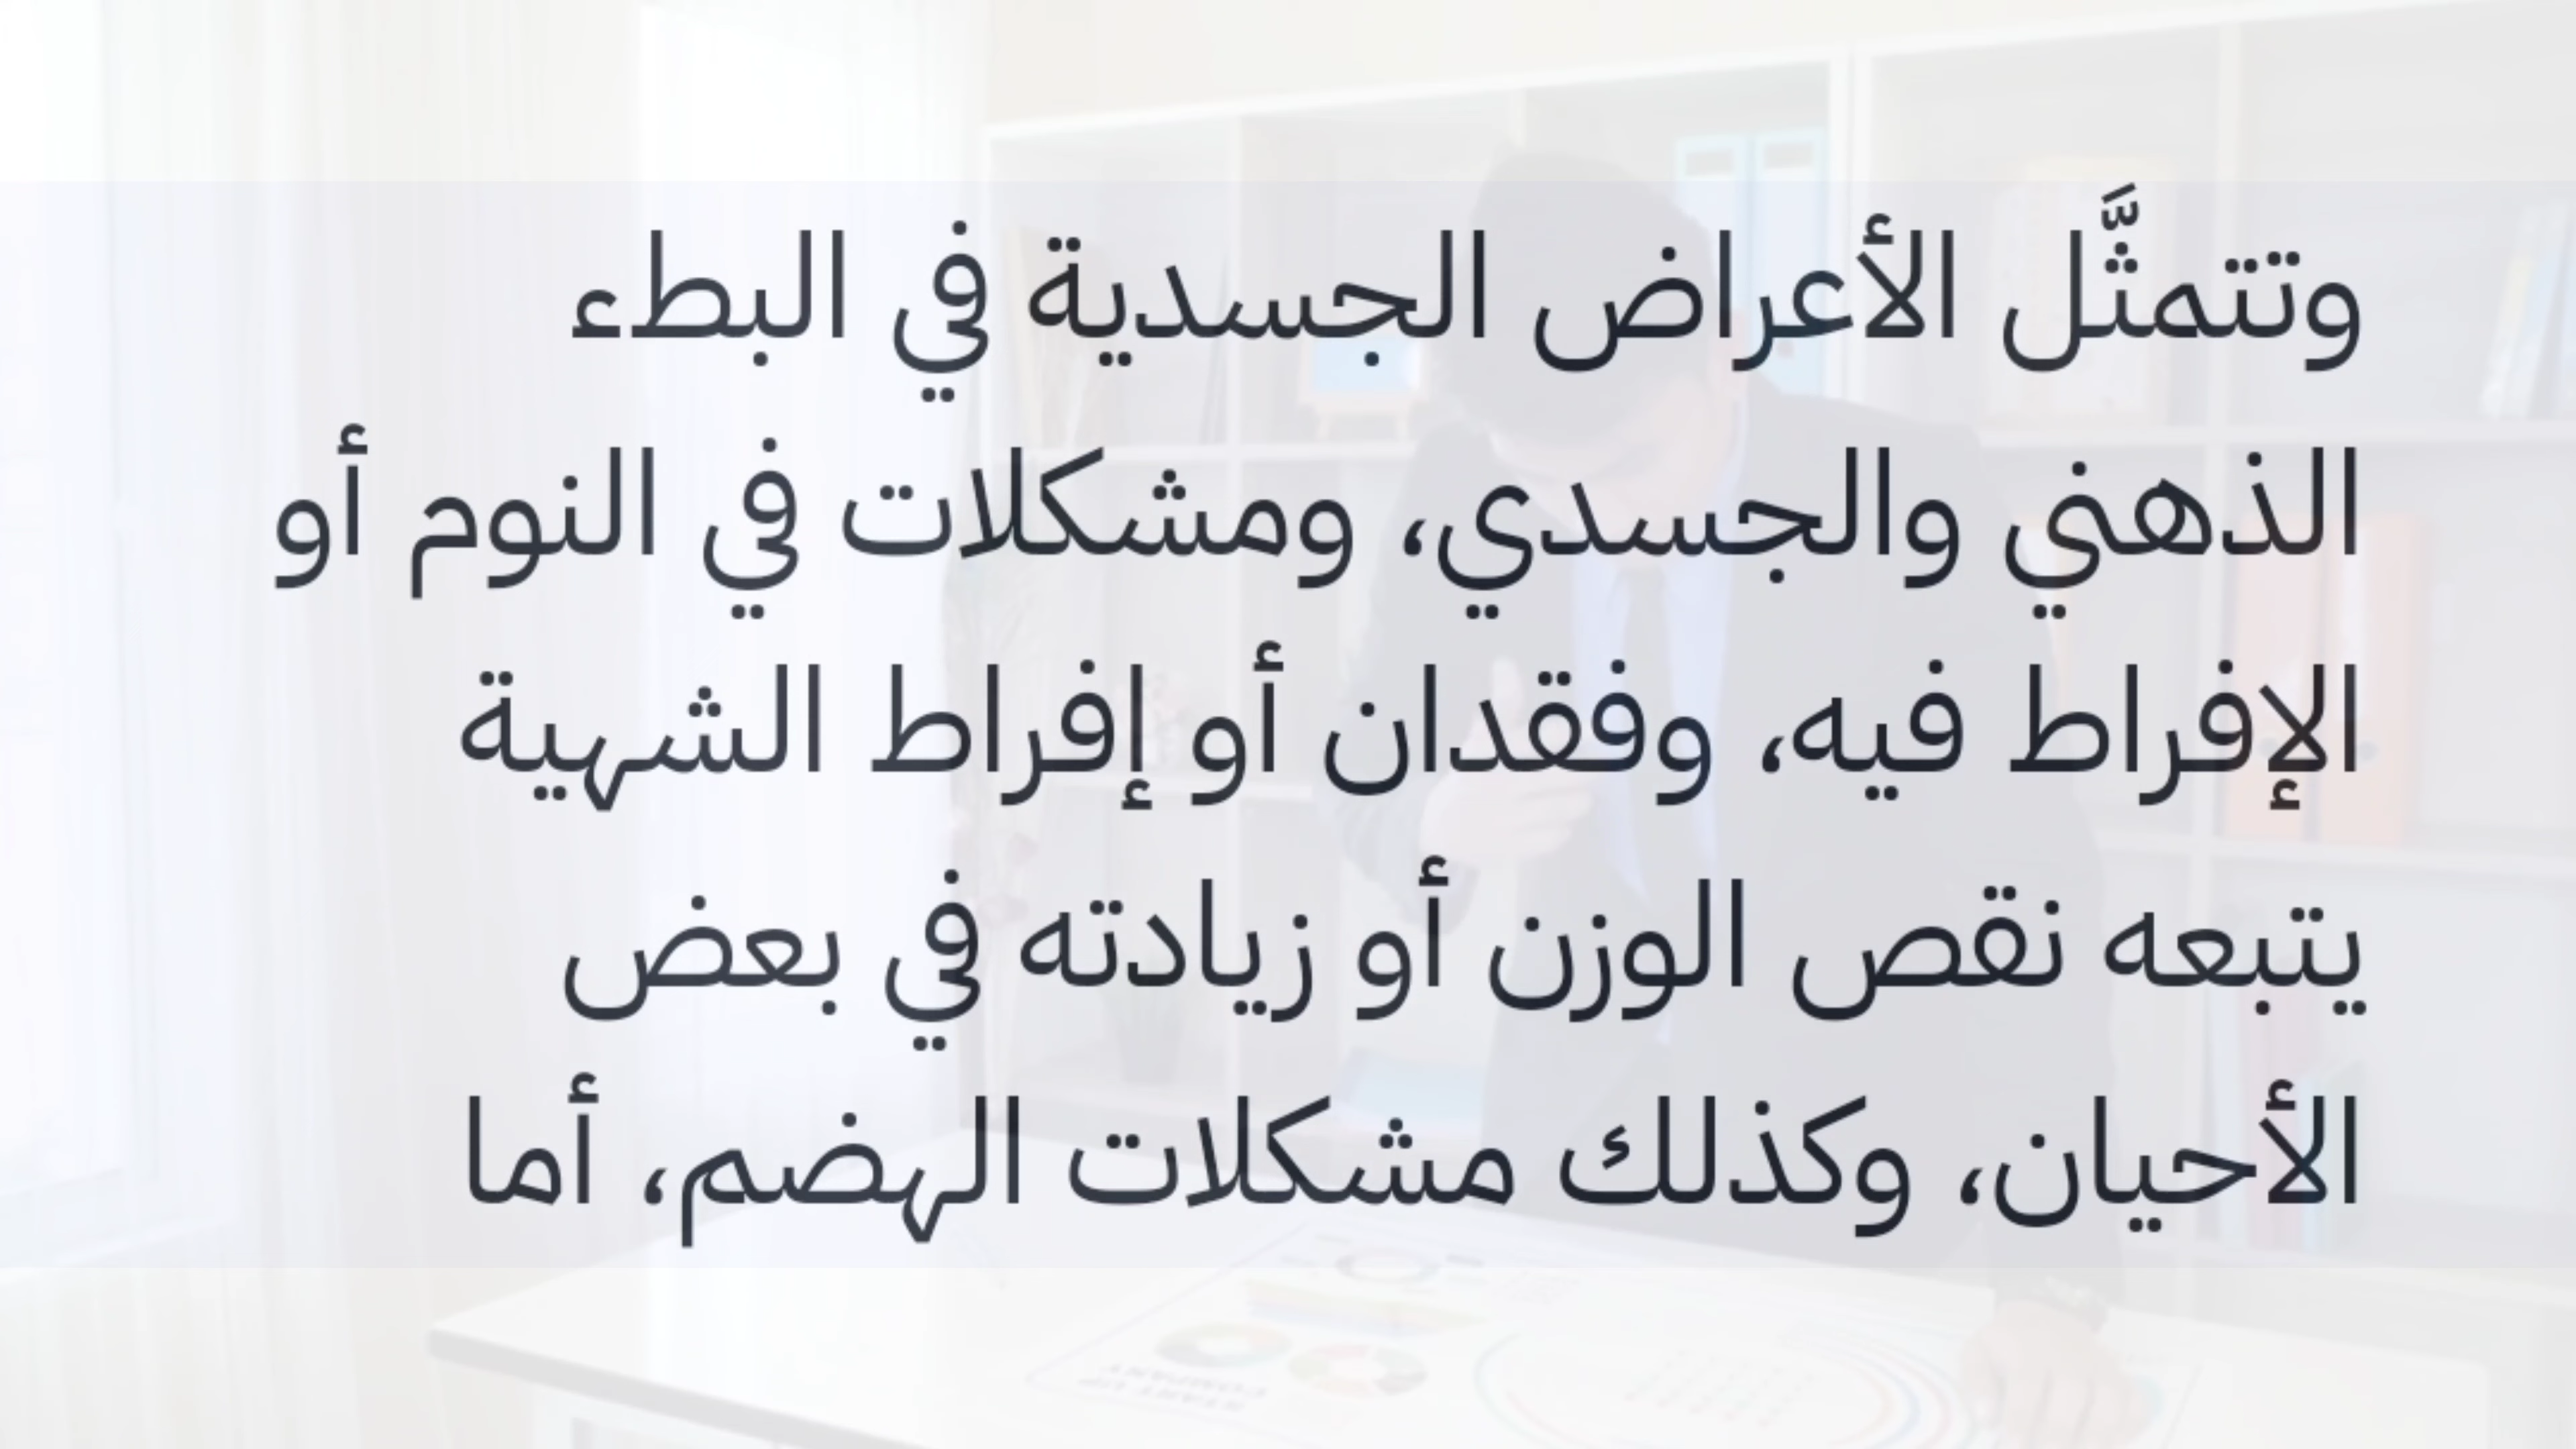 وتتمثَّل الأعراض الجسدية في البطء
الذهني والجسدي، ومشكلات في النوم أو
الإفراط فيه، وفقدان أو إفراط الشهية
يتبعه نقص الوزن أو زيادته في بعض
الأحيان، وكذلك مشكلات الهضم، أما